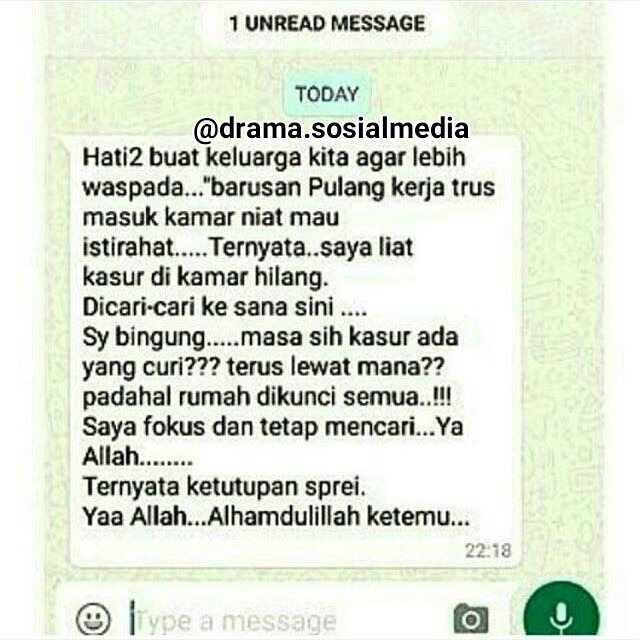 1 UNREAD MESSAGE
TODAY
@drama.sosialmedia
Hati2 buat keluarga kita agar lebih
waspada..."barusan Pulang kerja trus
masuk kamar niat mau
istirahat.....Ternyata..saya liat
kasur di kamar hilang.
Dicari-cari ke sana sini ....
Sy bingung.....masa sih kasur ada
yang curi??? terus lewat mana??
padahal rumah dikunci semua..!!!
Saya fokus dan tetap mencari...Ya
Allah........
Ternyata ketutupan sprei.
Yaa Allah...Alhamdulillah ketemu...
22:18
Type a message